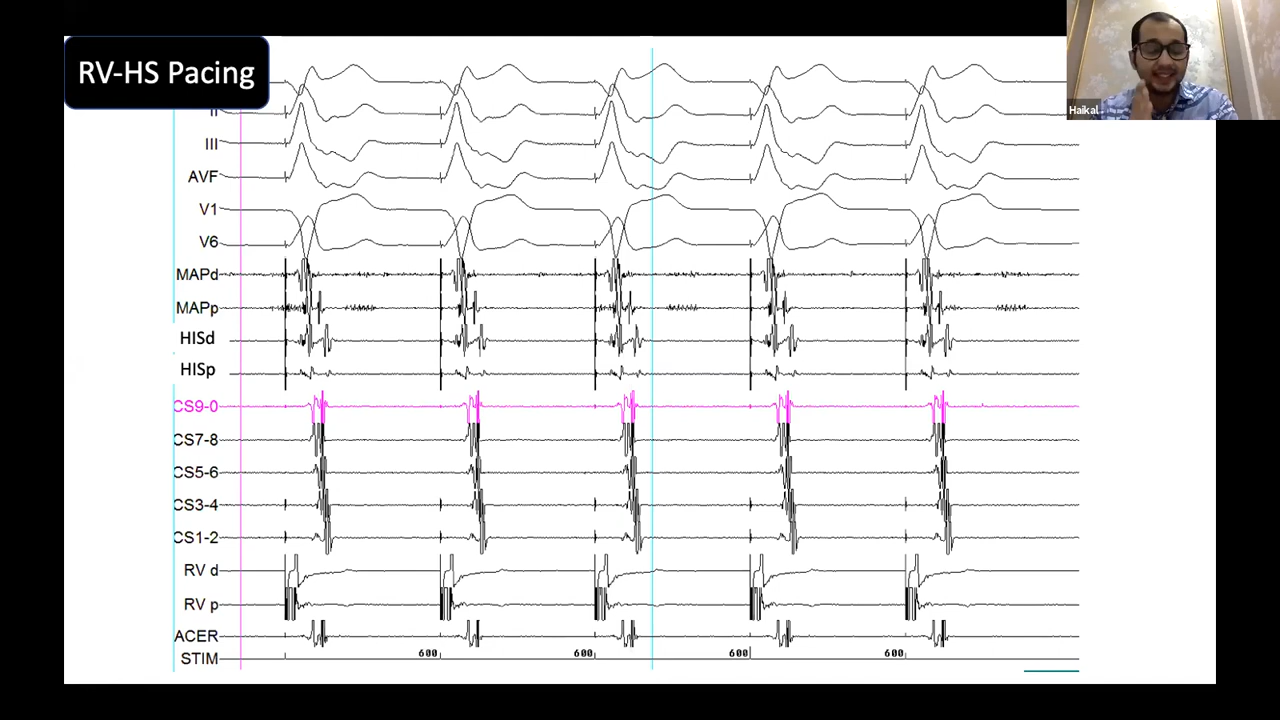 RV-HS Pacing
Haikal
II
III
AVF
V1
V6
MAPd
MAPp
HISd
HISp
CS9-0
CS7-8
CS5-6
CS3-4
CS1-2
RV d
RV p
ACER
STIM 600 600 600 600